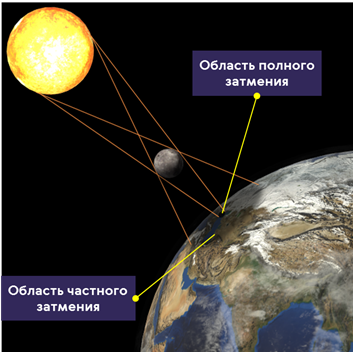 Область полного
затмения
Область частного
затмения